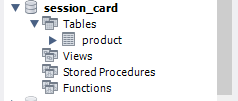 session_card
Tables
product
Views
Stored Procedures
Functions